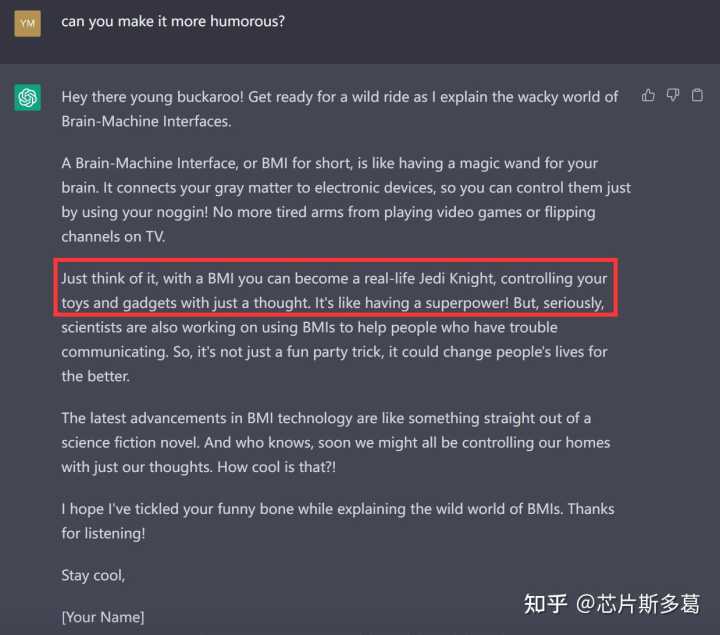 YM
can you make it more humorous?
Hey there young buckaroo! Get ready for a wild ride as I explain the wacky world of
Brain-Machine Interfaces.
A Brain-Machine Interface, or BMI for short, is like having a magic wand for your
brain. It connects your gray matter to electronic devices, so you can control them just
by using your noggin! No more tired arms from playing video games or flipping
channels on TV.
Just think of it, with a BMI you can become a real-life Jedi Knight, controlling your
toys and gadgets with just a thought. It's like having a superpower! But, seriously,
scientists are also working on using BMIs to help people who have trouble
communicating. So, it's not just a fun party trick, it could change people's lives for
the better.
The latest advancements in BMI technology are like something straight out of a
science fiction novel. And who knows, soon we might all be controlling our homes
with just our thoughts. How cool is that?!
I hope I've tickled your funny bone while explaining the wild world of BMIs. Thanks
for listening!
Stay cool,
[Your Name]
知乎 @芯片斯多葛